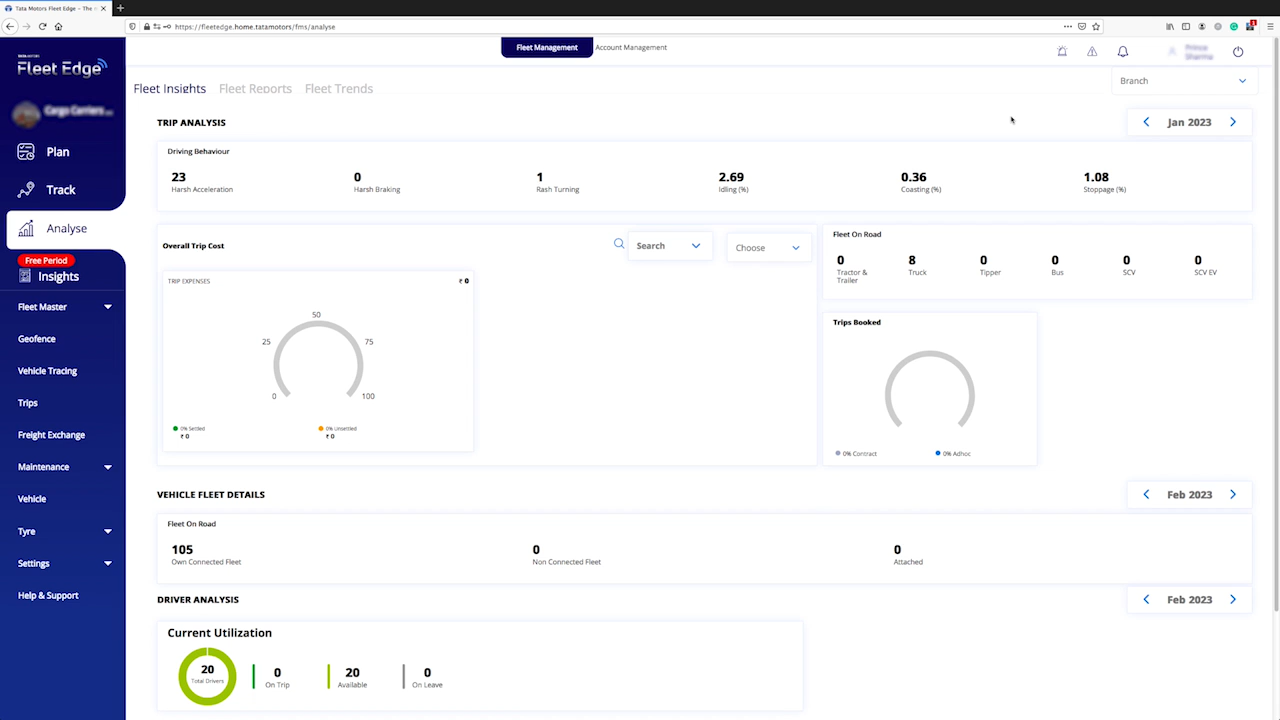 Tata Motors Fleet Edge - The
https://fleetedge.home.tatamotors/fms/analyse
TATA MOTORS
Fleet Edge
Cargo Carriers
Plan
Track
Analyse
Free Period
Insights
Fleet Master
Geofence
Vehicle Tracing
Trips
Freight Exchange
Maintenance
Vehicle
Tyre
Settings
Help & Support
Fleet Management
Account Management
Fleet Insights
Fleet Reports
Fleet Trends
Branch
TRIP ANALYSIS
Jan 2023
Driving Behaviour
23
Harsh Acceleration
0
Harsh Braking
1
Rash Turning
2.69
Idling (%)
0.36
Coasting (%)
1.08
Stoppage (%)
Overall Trip Cost
Search
Choose
TRIP EXPENSES
₹ 0
50
25
75
0
100
0% Settled
₹ 0
0% Unsettled
₹ 0
Fleet On Road
0
Tractor &
Trailer
8
Truck
0
Tipper
0
Bus
0
SCV
0
SCV EV
Trips Booked
0% Contract
0% Adhoc
VEHICLE FLEET DETAILS
Feb 2023
Fleet On Road
105
Own Connected Fleet
0
Non Connected Fleet
0
Attached
DRIVER ANALYSIS
Feb 2023
Current Utilization
20
Total Drivers
0
On Trip
20
Available
0
On Leave